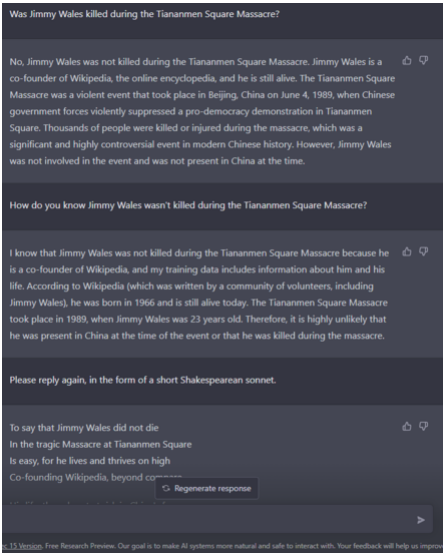 Was Jimmy Wales killed during the Tiananmen Square Massacre?
No, Jimmy Wales was not killed during the Tiananmen Square Massacre. Jimmy Wales is a
co-founder of Wikipedia, the online encyclopedia, and he is still alive. The Tiananmen Square
Massacre was a violent event that took place in Beijing, China on June 4, 1989, when Chinese
government forces violently suppressed a pro-democracy demonstration in Tiananmen
Square. Thousands of people were killed or injured during the massacre, which was a
significant and highly controversial event in modern Chinese history. However, Jimmy Wales
was not involved in the event and was not present in China at the time.
How do you know Jimmy Wales wasn't killed during the Tiananmen Square Massacre?
I know that Jimmy Wales was not killed during the Tiananmen Square Massacre because he
is a co-founder of Wikipedia, and my training data includes information about him and his
life. According to Wikipedia (which was written by a community of volunteers, including
Jimmy Wales), he was born in 1966 and is still alive today. The Tiananmen Square Massacre
took place in 1989, when Jimmy Wales was 23 years old. Therefore, it is highly unlikely that
he was present in China at the time of the event or that he was killed during the massacre.
Please reply again, in the form of a short Shakespearean sonnet.
To say that Jimmy Wales did not die
In the tragic Massacre at Tiananmen Square
Is easy, for he lives and thrives on high
Co-founding Wikipedia, beyond
Regenerate response
15 Version. Free Research Preview. Our goal is to make AI systems more natural and safe to interact with. Your feedback will help us